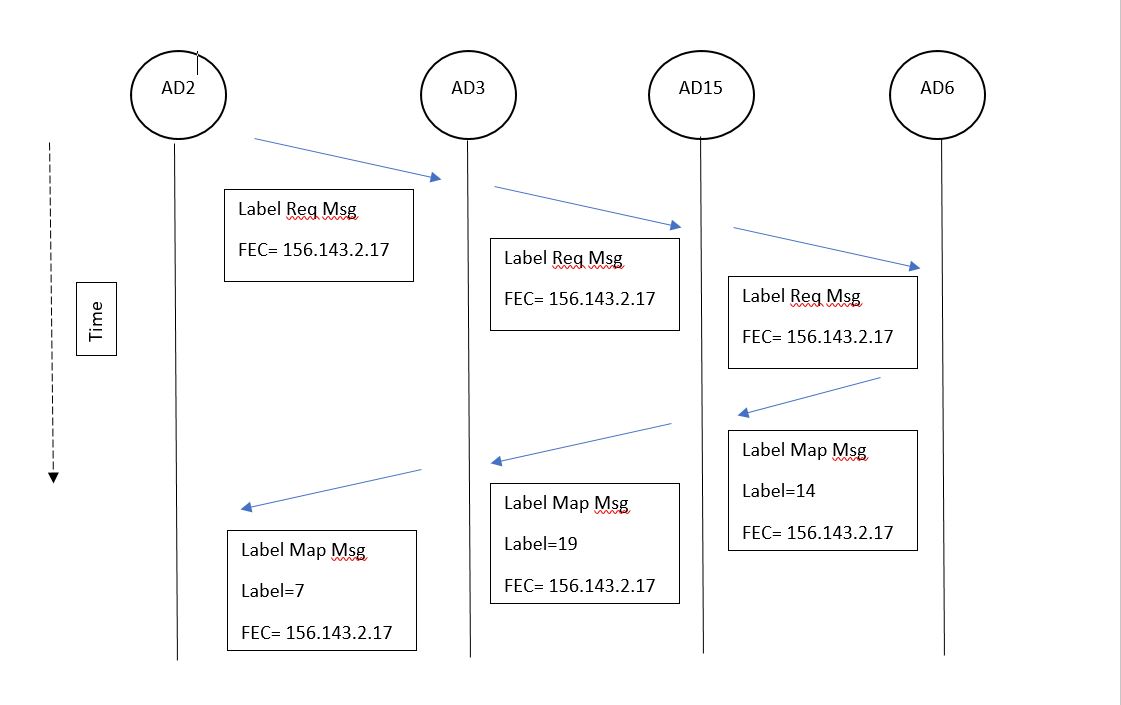 AD2
AD3
AD15
AD6
Label Req Msg
FEC= 156.143.2.17
Label Req Msg
FEC= 156.143.2.17
Label Req Msg
FEC= 156.143.2.17
Time
Label Map Msg
Label=14
FEC= 156.143.2.17
Label Map Msg
Label=19
FEC= 156.143.2.17
Label Map Msg
Label=7
FEC= 156.143.2.17